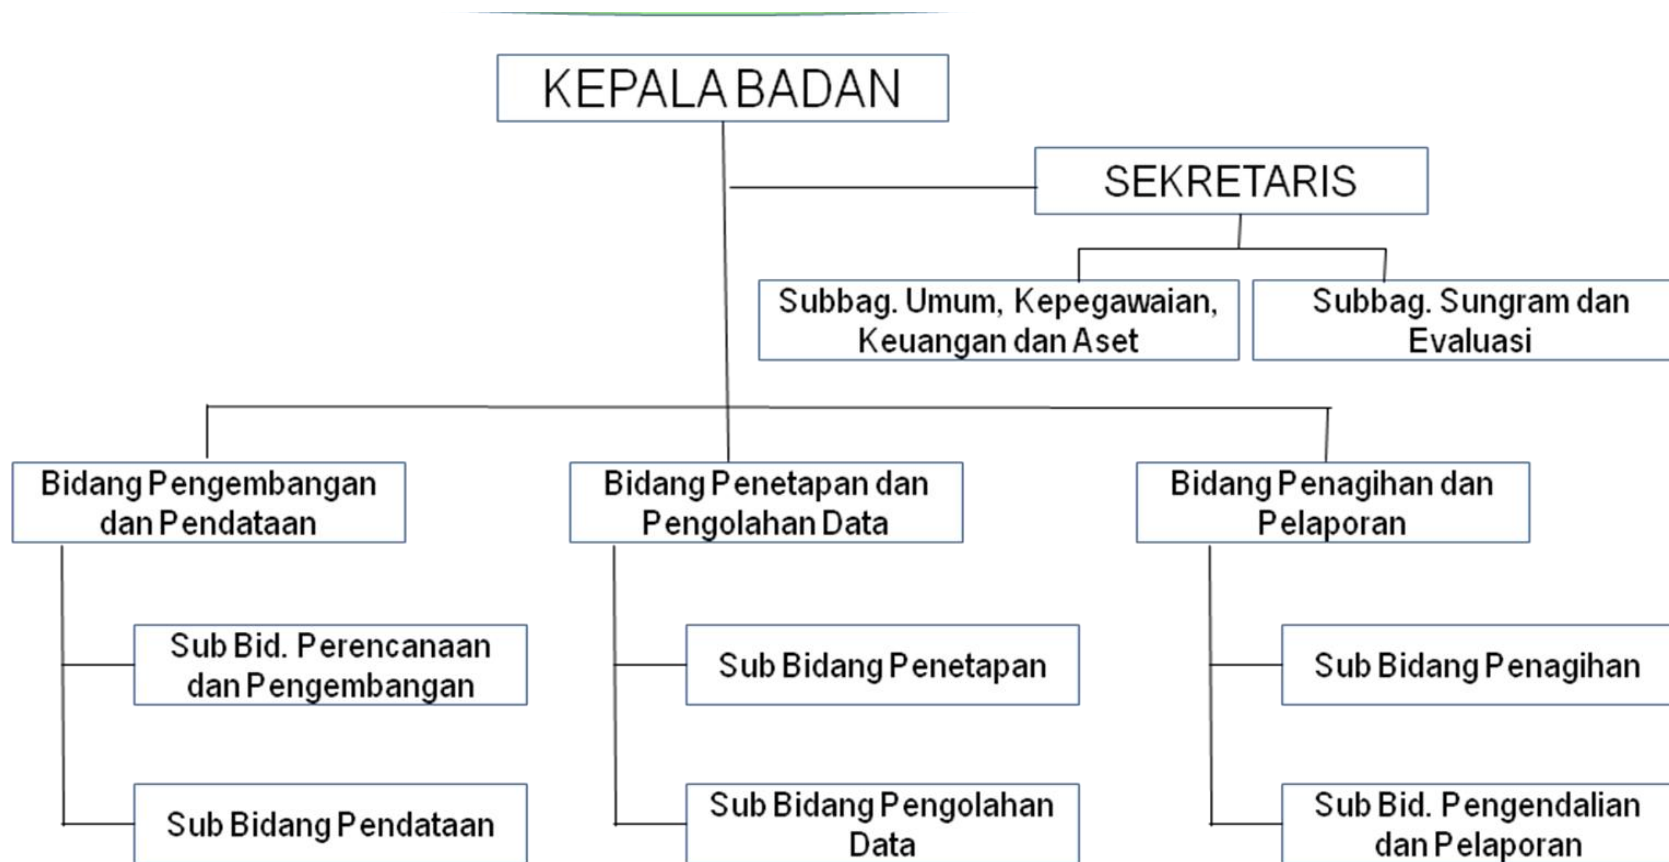 KEPALA BADAN
SEKRETARIS
Subbag. Umum, Kepegawaian,
Keuangan dan Aset
Subbag. Sungram dan
Evaluasi
Bidang Pengembangan
dan Pendataan
Bidang Penetapan dan
Pengolahan Data
Bidang Penagihan dan
Pelaporan
Sub Bid. Perencanaan
dan Pengembangan
Sub Bidang Penetapan
Sub Bidang Penagihan
Sub Bidang Pendataan
Sub Bidang Pengolahan
Data
Sub Bid. Pengendalian
dan Pelaporan